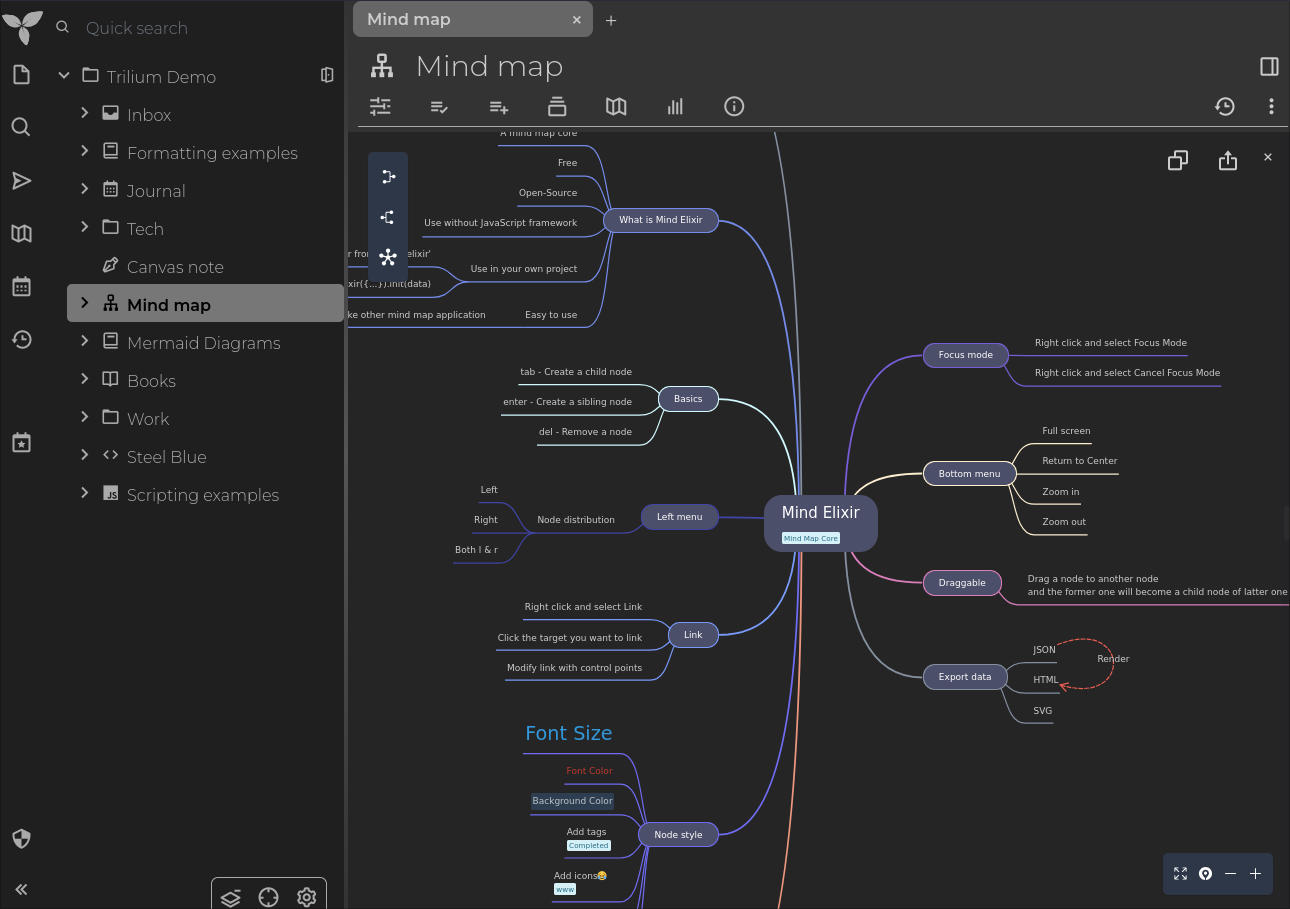 Quick search
Trilium Demo
Inbox
Formatting examples
Journal
Tech
Canvas note
Mind map
Mermaid Diagrams
Books
Work
Steel Blue
Scripting examples
Mind map
Mind map
A mind map core
Free
Open-Source
Use without JavaScript framework
What is Mind Elixir
elixir'
Use in your own project
xir({...}).init(data)
other mind map application
Easy to use
tab - Create a child node
enter - Create a sibling node
del - Remove a node
Basics
Left
Right
Both l & r
Node distribution
Left menu
Right click and select Link
Click the target you want to link
Modify link with control points
Link
Font Size
Font Color
Background Color
Add tags
Completed
Add icons😂
www
Node style
Mind Elixir
Mind Map Core
Focus mode
Right click and select Focus Mode
Right click and select Cancel Focus Mode
Bottom menu
Full screen
Return to Center
Zoom in
Zoom out
Draggable
Drag a node to another node
and the former one will become a child node of latter one
Export data
JSON
Render
HTML
SVG